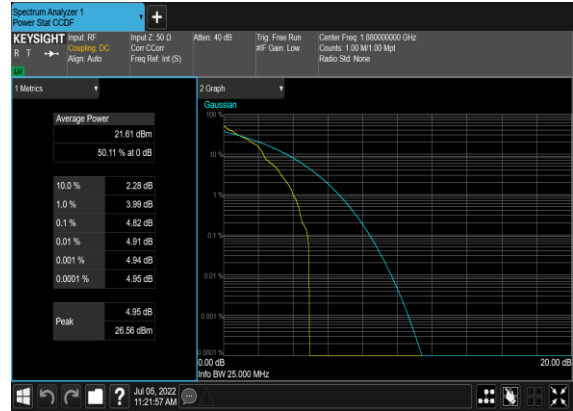 Spectrum Analyzer 1
Power Stat CCDF
KEYSIGHT Input: RF Input Z: 50 Ω Atten: 40 dB Trig: Free Run Center Freq: 1.880000000 GHz
R T Coupling: DC Corr CCorr #IF Gain: Low Counts: 1.00 M/1.00 Mpt
Align: Auto Freq Ref: Int (S) Radio Std: None
LW
1 Metrics
2 Graph
Average Power
21.61 dBm
50.11 % at 0 dB
10.0 % 2.28 dB
1.0 % 3.99 dB
0.1 % 4.82 dB
0.01 % 4.91 dB
0.001 % 4.94 dB
0.0001 % 4.95 dB
Peak 4.95 dB
26.56 dBm
Gaussian
100 %
10 %
1 %
0.1 %
0.01 %
0.001 %
0.0001 %
0.00 dB 20.00 dB
Info BW 25.000 MHz
? Jul 05, 2022
11:21:57 AM